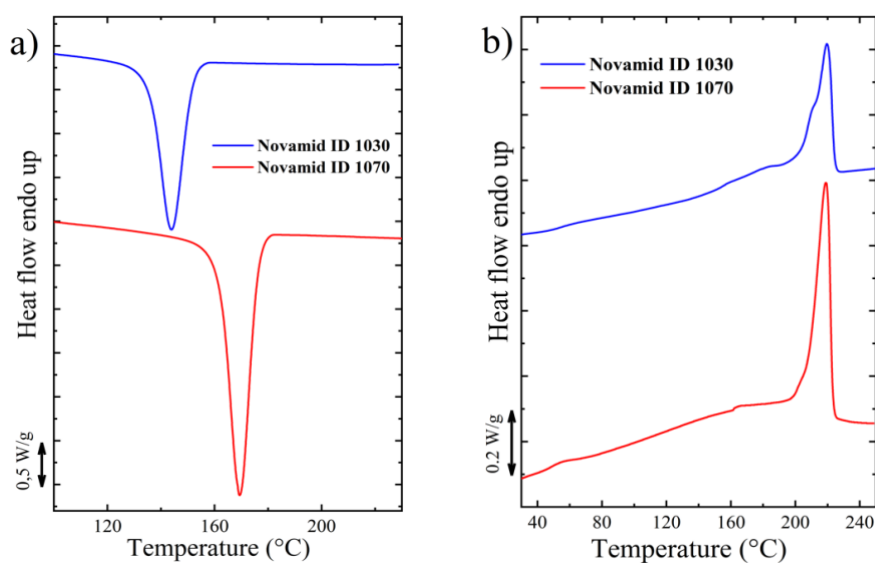 a)
Novamid ID 1030
Novamid ID 1070
Heat flow endo up
0,5 W/g
120 160 200
Temperature (°C)
b)
Novamid ID 1030
Novamid ID 1070
Heat flow endo up
0.2 W/g
40 80 120 160 200 240
Temperature (°C)